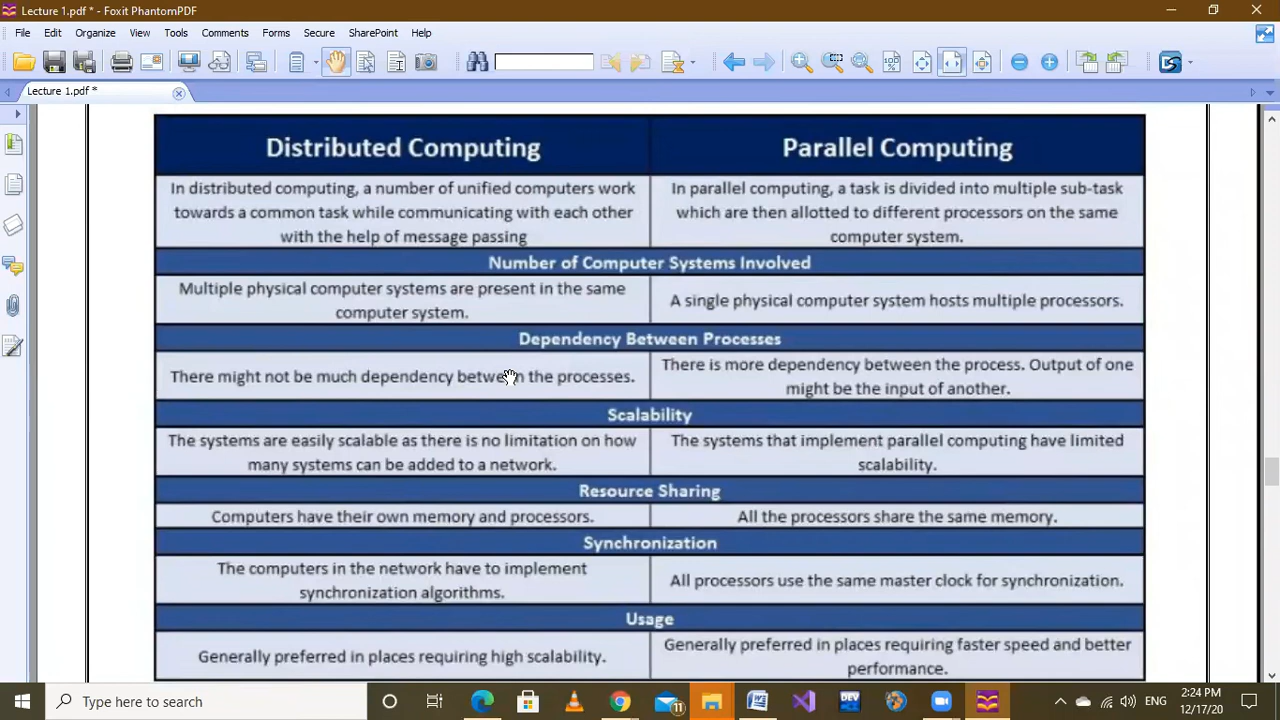 Lecture 1.pdf * - Foxit PhantomPDF
File Edit Organize View Tools Comments Forms Secure SharePoint Help
Lecture 1.pdf *
Distributed Computing
Parallel Computing
In distributed computing, a number of unified computers work
towards a common task while communicating with each other
with the help of message passing
In parallel computing, a task is divided into multiple sub-task
which are then allotted to different processors on the same
computer system.
Number of Computer Systems Involved
Multiple physical computer systems are present in the same
computer system.
A single physical computer system hosts multiple processors.
Dependency Between Processes
There might not be much dependency between the processes.
There is more dependency between the process. Output of one
might be the input of another.
Scalability
The systems are easily scalable as there is no limitation on how
many systems can be added to a network.
The systems that implement parallel computing have limited
scalability.
Resource Sharing
Computers have their own memory and processors.
All the processors share the same memory.
Synchronization
The computers in the network have to implement
synchronization algorithms.
All processors use the same master clock for synchronization.
Usage
Generally preferred in places requiring high scalability.
Generally preferred in places requiring faster speed and better
performance.
Type here to search
11
DEV
ENG
2:24 PM
12/17/20